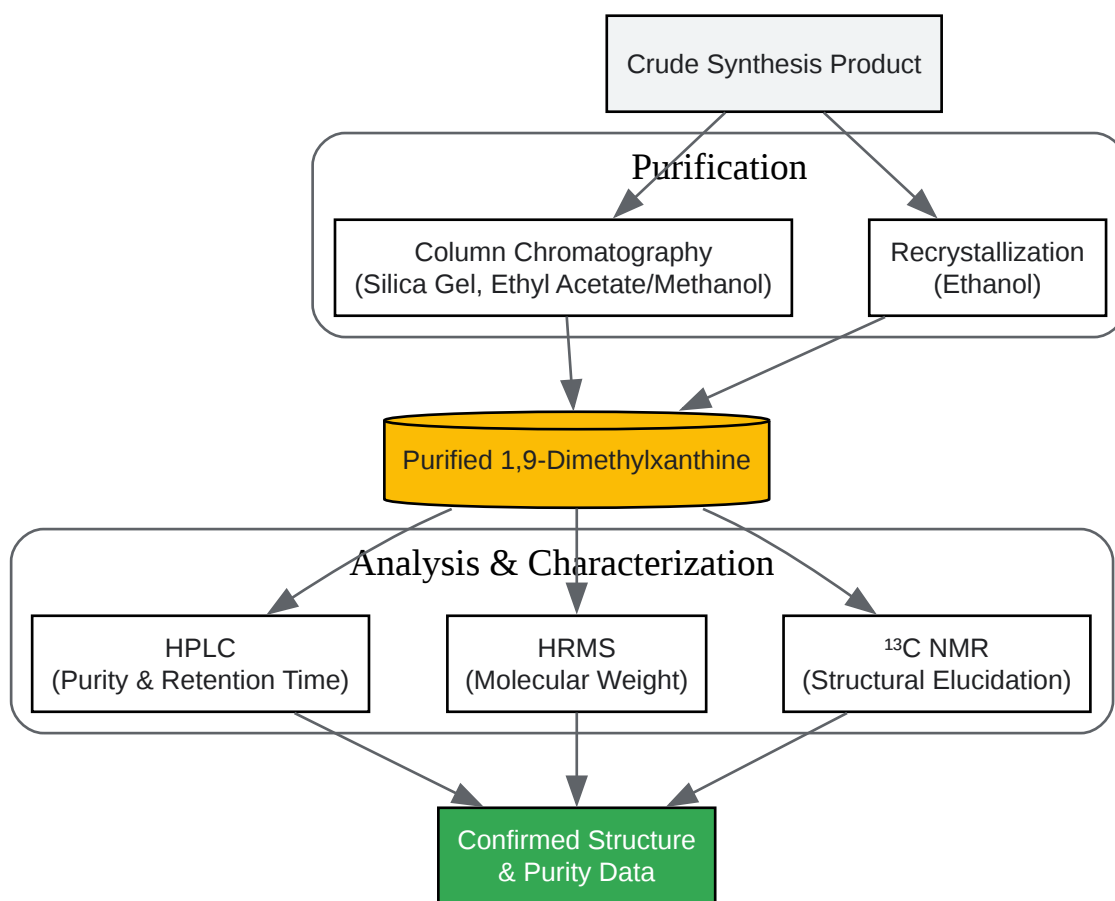 Crude Synthesis Product
Purification
Column Chromatography
(Silica Gel, Ethyl Acetate/Methanol)
Recrystallization
(Ethanol)
Purified 1,9-Dimethylxanthine
Analysis & Characterization
HPLC
(Purity & Retention Time)
HRMS
(Molecular Weight)
¹³C NMR
(Structural Elucidation)
Confirmed Structure
& Purity Data